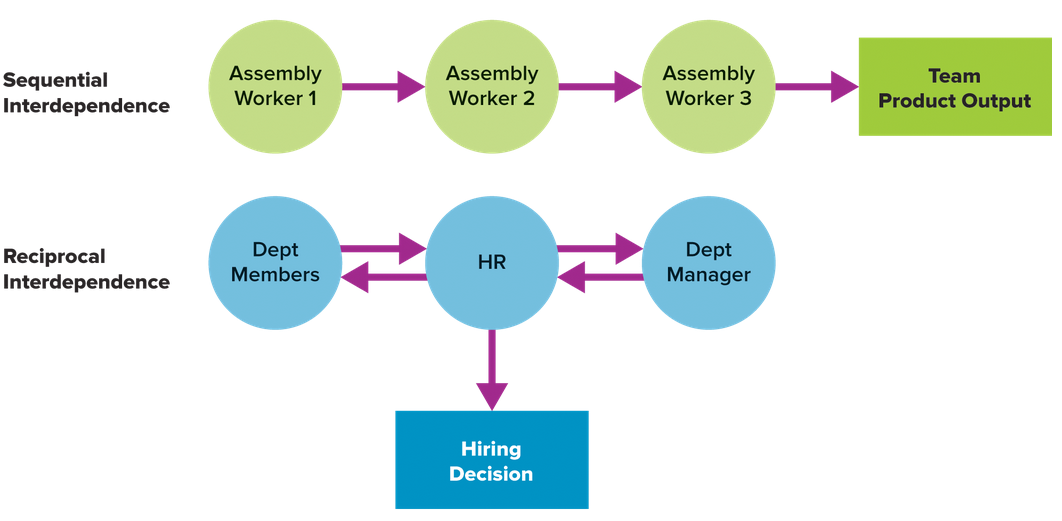 Sequential
Interdependence
Assembly
Worker 1
Assembly
Worker 2
Assembly
Worker 3
Team
Product Output
Reciprocal
Interdependence
Dept
Members
HR
Dept
Manager
Hiring
Decision